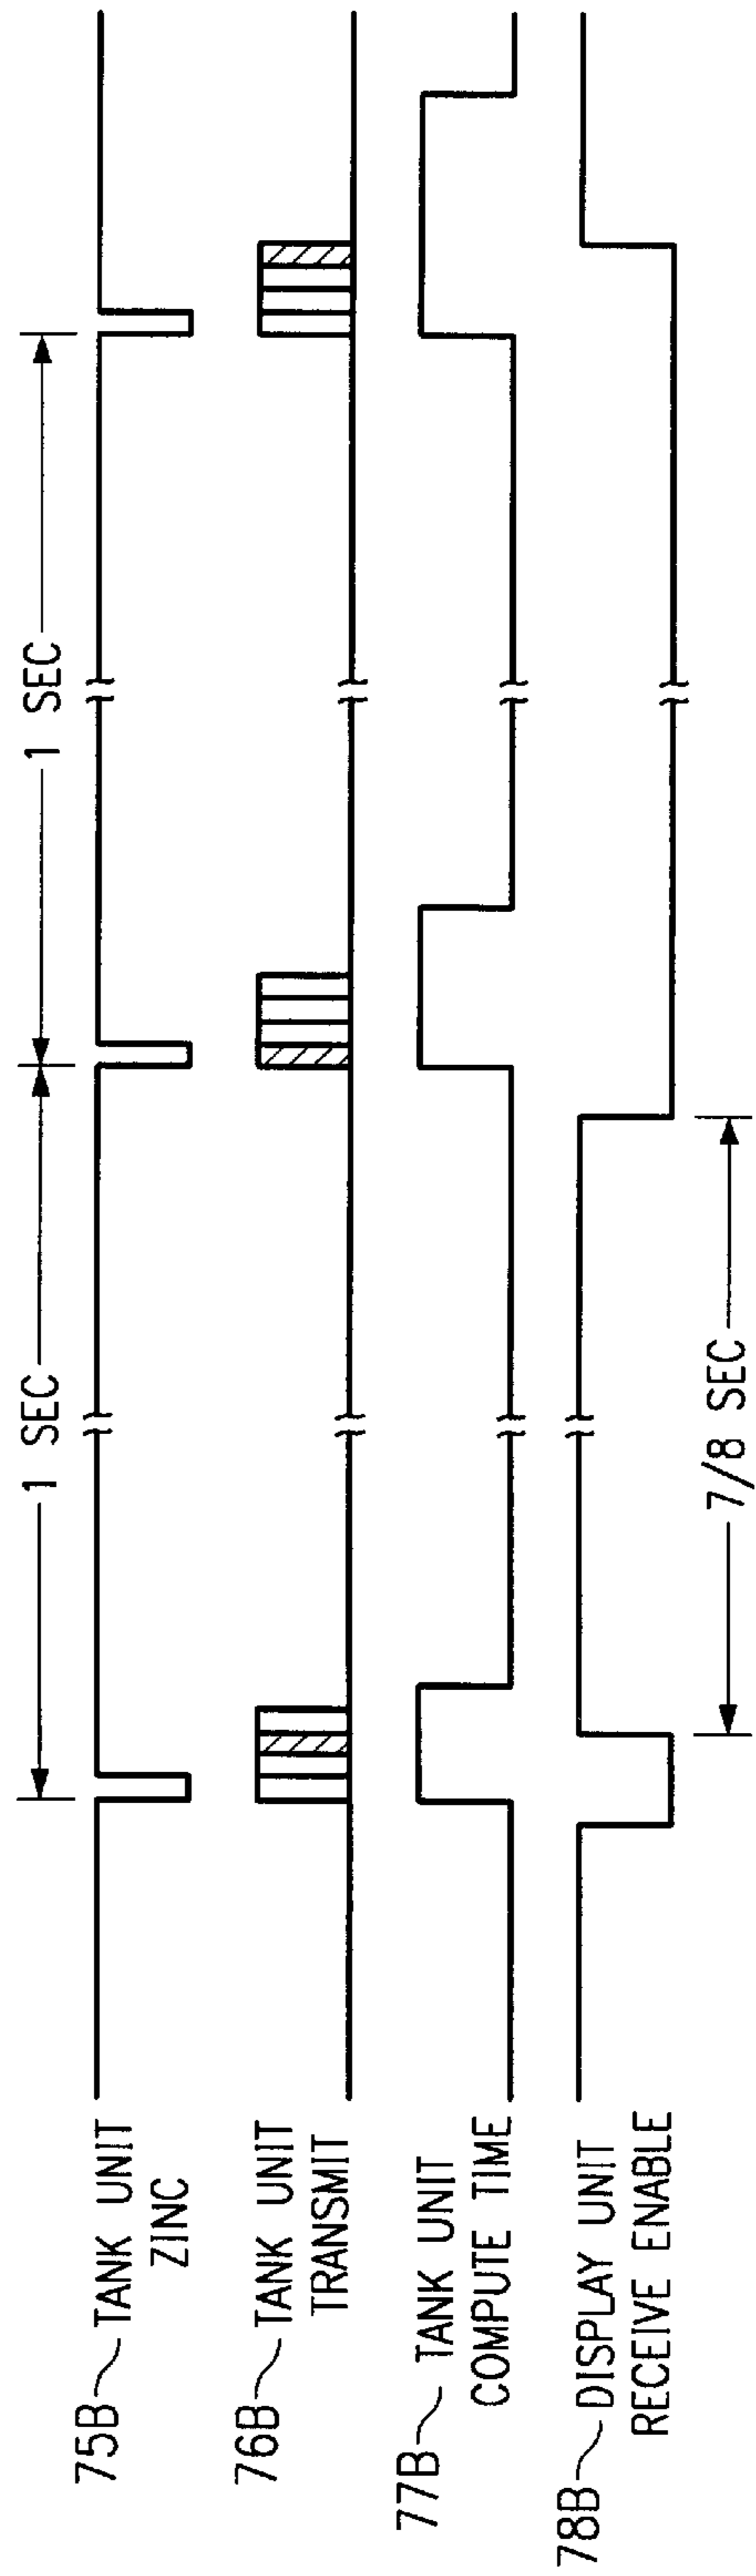 1 SEC
1 SEC
75B TANK UNIT
ZINC
76B TANK UNIT
TRANSMIT
77B TANK UNIT
COMPUTE TIME
78B DISPLAY UNIT
RECEIVE ENABLE
7/8 SEC